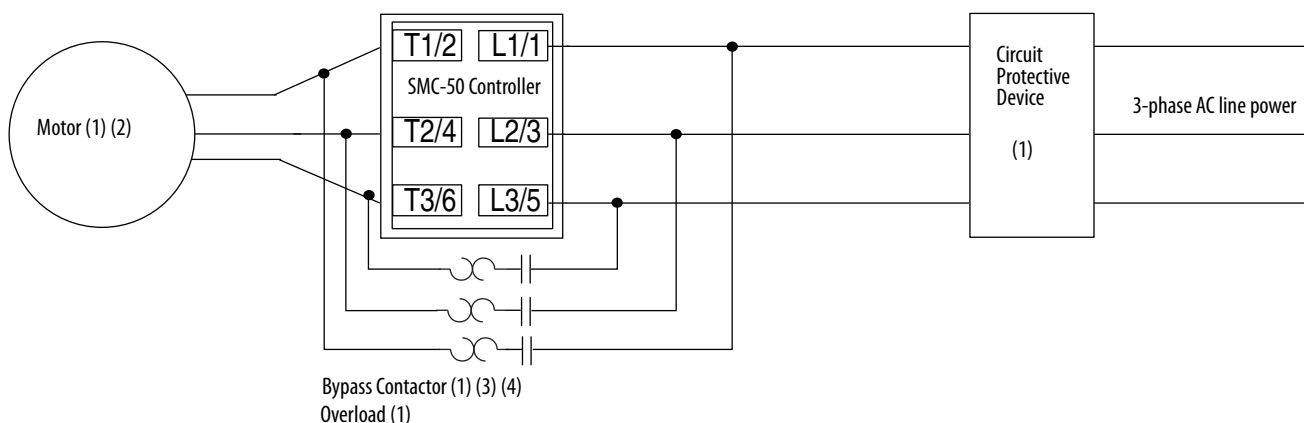 T1/2 L1/1
SMC-50 Controller
T2/4 L2/3
T3/6 L3/5
Motor (1) (2)
Circuit
Protective
Device
(1)
3-phase AC line power
Bypass Contactor (1) (3) (4)
Overload (1)